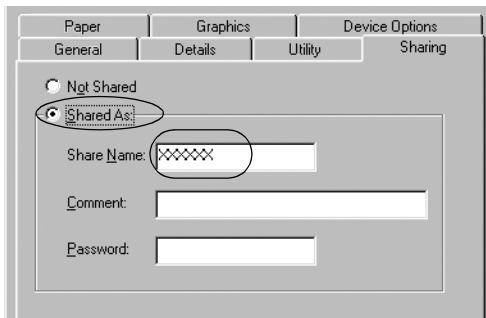 Paper Graphics Device Options
General Details Utility Sharing
Not Shared
Shared As:
Share Name: XXXXXX
Comment:
Password: